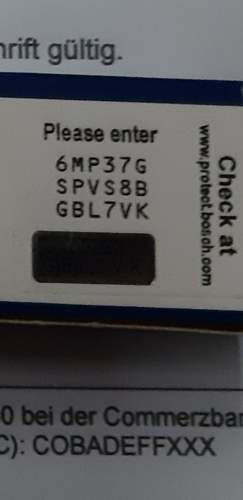 hrift gültig.
Please enter
6MP37G
SPVS8B
GBL7VK
Check at
www.protect.bosch.com
0 bei der Commerzbar
C): COBADEFFXXX